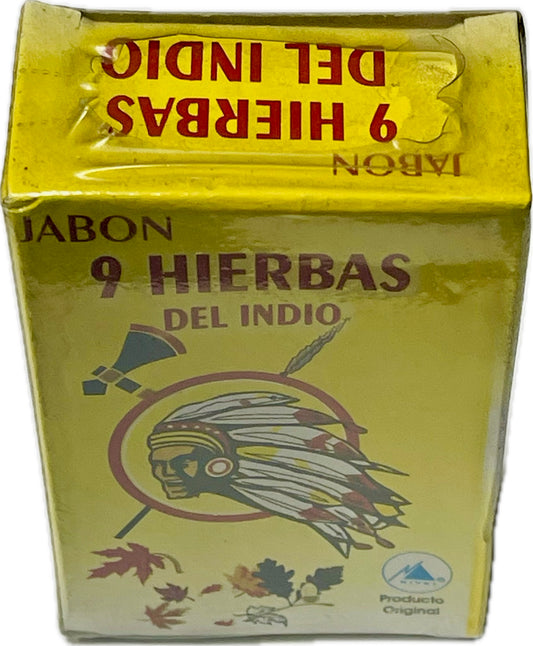 JABON
9 HIERBAS
DEL INDIO
JABON
9 HIERBAS
DEL INDIO
®
Producto
Original